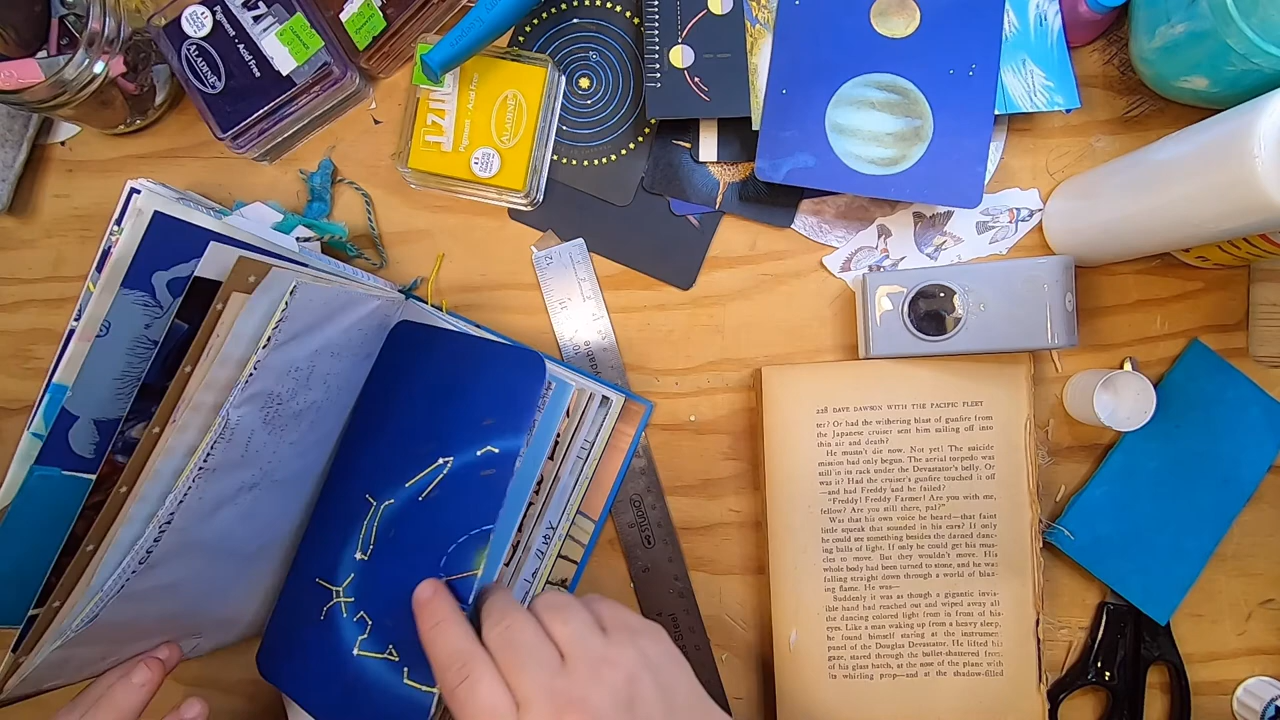 IZINK
Pigment - Acid Free
ALADINE
IZINK
Pigment - Acid Free
ALADINE
228 DAVE DAWSON WITH THE PACIFIC FLEET
ter? Or had the withering blast of gunfire from
the Japanese cruiser sent him sailing off into
thin air and death?
He mustn't die now. Not yet! The suicide
mission had only begun. The aerial torpedo was
still in its rack under the Devastator's belly. Or
was it? Had the cruiser's gunfire touched it off
—and had Freddy and he failed?
"Freddy! Freddy Farmer! Are you with me,
fellow? Are you still there, pal?"
Was that his own voice he heard—that faint
little squeak that sounded in his ears? If only
he could see something besides the darned danc-
ing balls of light. If only he could get his mus-
cles to move. But they wouldn't move. His
whole body had been turned to stone, and he was
falling straight down through a world of blaz-
ing flame. He was—
Suddenly it was as though a gigantic invis-
ible hand had reached out and wiped away all
the dancing colored light from in front of his
eyes. Like a man waking up from a heavy sleep,
he found himself staring at the instrument
panel of the Douglas Devastator. He lifted his
gaze, stared through the bullet-shattered front
of his glass hatch, at the nose of the plane with
its whirling prop—and at the shadow-filled
STUDIO
Steel